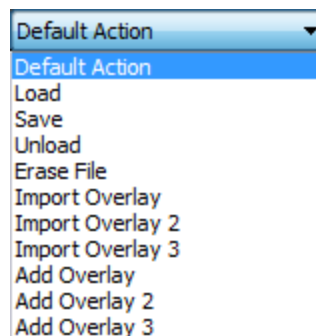 Default Action
Default Action
Load
Save
Unload
Erase File
Import Overlay
Import Overlay 2
Import Overlay 3
Add Overlay
Add Overlay 2
Add Overlay 3